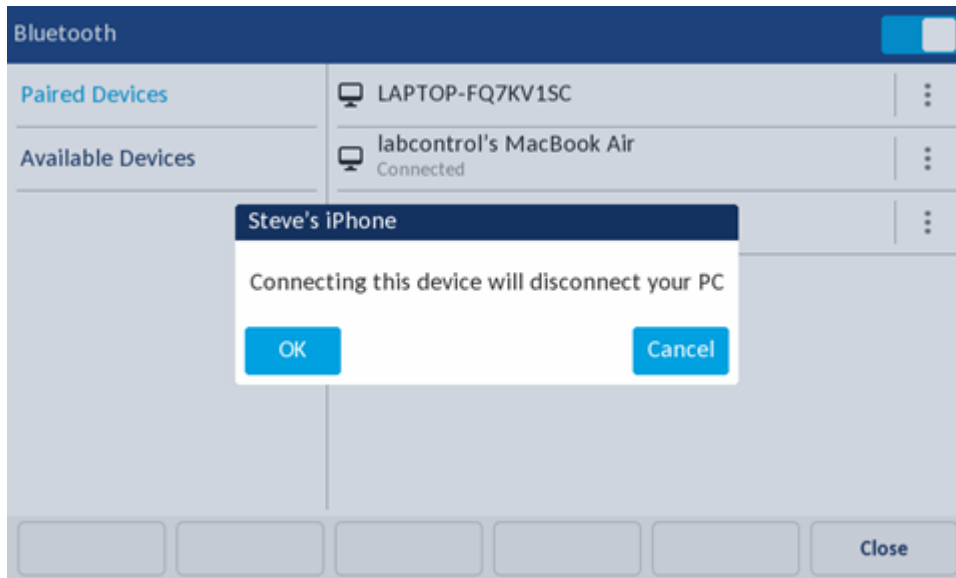 Bluetooth
Paired Devices
LAPTOP-FQ7KV1SC
Available Devices
labcontrol's MacBook Air
Connected
Steve's iPhone
Connecting this device will disconnect your PC
OK
Cancel
Close